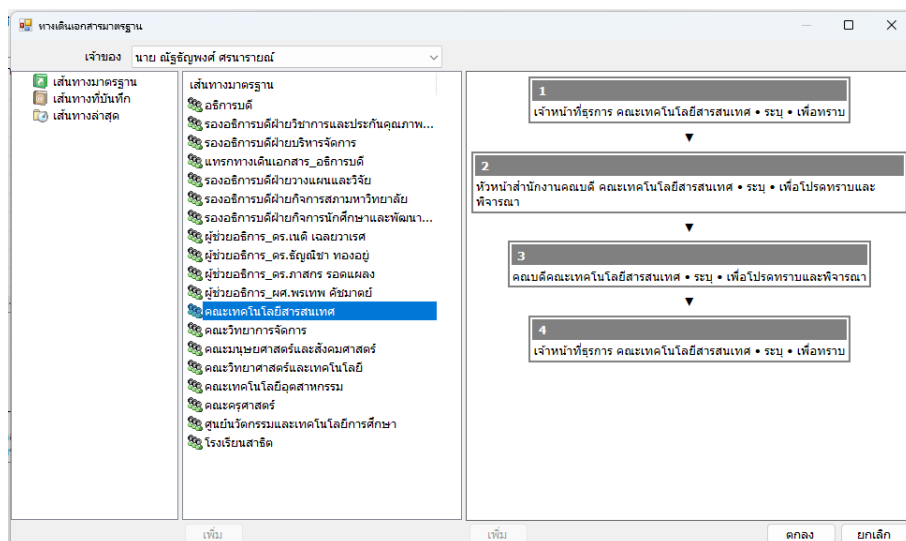 ทางเดินเอกสารมาตรฐาน
เจ้าของ นาย ณัฐธัญพงศ์ ศรนารายณ์
เส้นทางมาตรฐาน
เส้นทางที่บันทึก
เส้นทางล่าสุด
เส้นทางมาตรฐาน
อธิการบดี
รองอธิการบดีฝ่ายวิชาการและประกันคุณภาพ...
รองอธิการบดีฝ่ายบริหารจัดการ
แทรกทางเดินเอกสาร_อธิการบดี
รองอธิการบดีฝ่ายวางแผนและวิจัย
รองอธิการบดีฝ่ายกิจการสภามหาวิทยาลัย
รองอธิการบดีฝ่ายกิจการนักศึกษาและพัฒนา...
ผู้ช่วยอธิการ_ดร.เนติ เฉลยวาเรศ
ผู้ช่วยอธิการ_ดร.ธัญณิชา ทองอยู่
ผู้ช่วยอธิการ_ดร.ภาสกร รอดแผลง
ผู้ช่วยอธิการ_ผศ.พรเทพ คัชมาตย์
คณะเทคโนโลยีสารสนเทศ
คณะวิทยาการจัดการ
คณะมนุษยศาสตร์และสังคมศาสตร์
คณะวิทยาศาสตร์และเทคโนโลยี
คณะเทคโนโลยีอุตสาหกรรม
คณะครุศาสตร์
ศูนย์นวัตกรรมและเทคโนโลยีการศึกษา
โรงเรียนสาธิต
1
เจ้าหน้าที่ธุรการ คณะเทคโนโลยีสารสนเทศ • ระบุ • เพื่อทราบ
2
หัวหน้าสำนักงานคณบดี คณะเทคโนโลยีสารสนเทศ • ระบุ • เพื่อโปรดทราบและ
พิจารณา
3
คณบดีคณะเทคโนโลยีสารสนเทศ • ระบุ • เพื่อโปรดทราบและพิจารณา
4
เจ้าหน้าที่ธุรการ คณะเทคโนโลยีสารสนเทศ • ระบุ • เพื่อทราบ
เพิ่ม
เพิ่ม
ตกลง
ยกเลิก